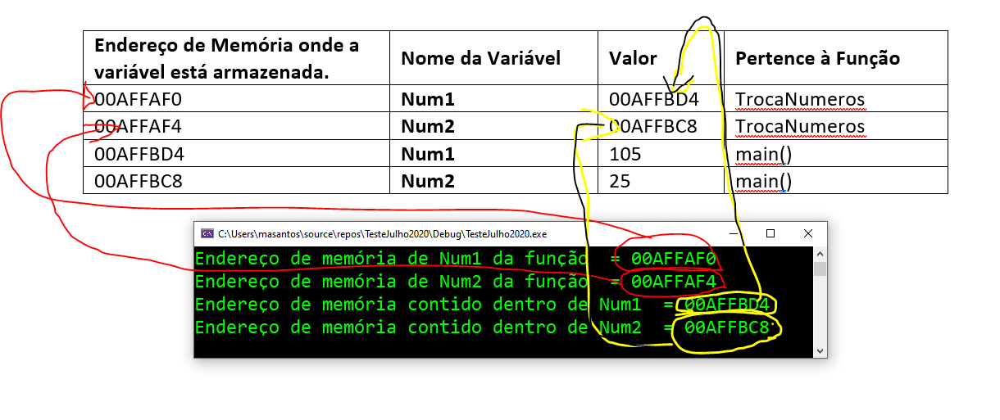 Endereço de Memória onde a variável está armazenada. Nome da Variável Valor Pertence à Função
00AFFAF0 Num1 00AFFBD4 TrocaNumeros
00AFFAF4 Num2 00AFFBC8 TrocaNumeros
00AFFBD4 Num1 105 main()
00AFFBC8 Num2 25 main()
C:\Users\masantos\source\repos\TesteJulho2020\Debug\TesteJulho2020.exe
Endereço de memória de Num1 da função = 00AFFAF0
Endereço de memória de Num2 da função = 00AFFAF4
Endereço de memória contido dentro de Num1 = 00AFFBD4
Endereço de memória contido dentro de Num2 = 00AFFBC8